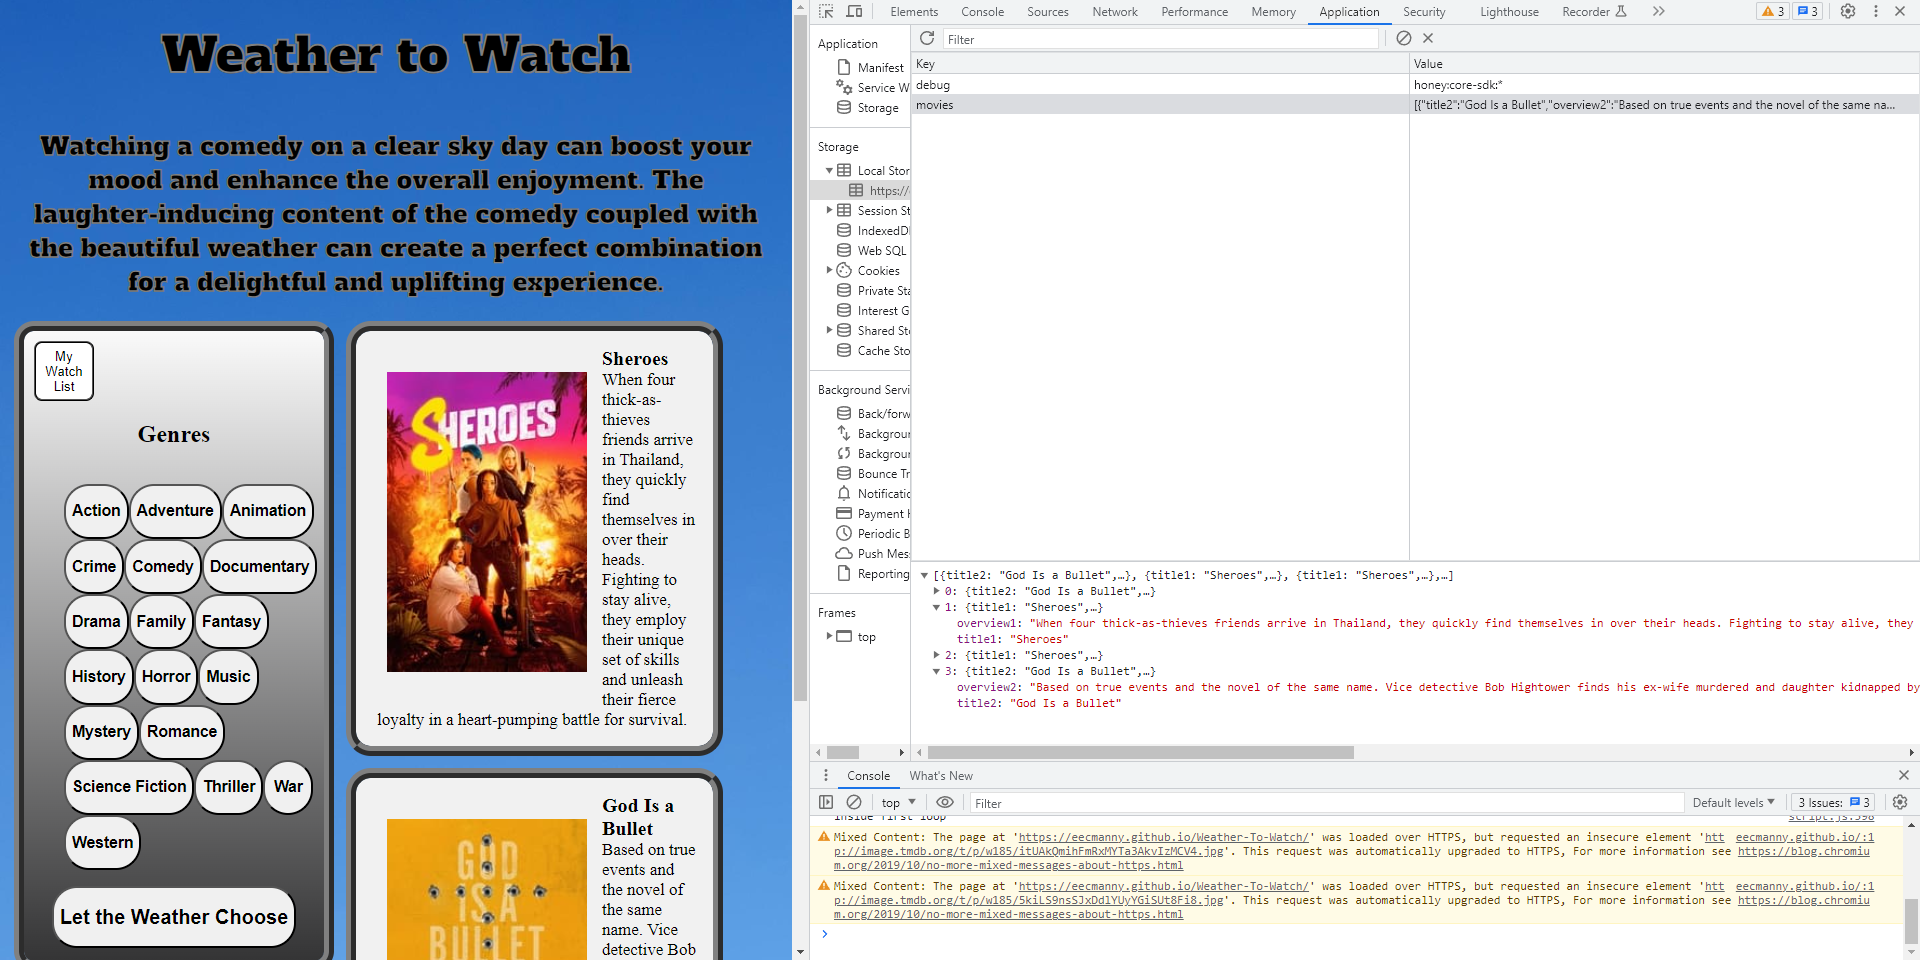 Weather to Watch
Watching a comedy on a clear sky day can boost your
mood and enhance the overall enjoyment. The
laughter-inducing content of the comedy coupled with
the beautiful weather can create a perfect combination
for a delightful and uplifting experience.
My
Watch
List
Genres
Action Adventure Animation
Crime Comedy Documentary
Drama Family Fantasy
History Horror Music
Mystery Romance
Science Fiction Thriller War
Western
Let the Weather Choose
SHEROES
Sheroes
When four
thick-as-
thieves
friends arrive
in Thailand,
they quickly
find
themselves in
over their
heads.
Fighting to
stay alive,
they employ
their unique
set of skills
and unleash
their fierce
loyalty in a heart-pumping battle for survival.
GOD
IS A
BULLET
God Is a
Bullet
Based on true
events and
the novel of
the same
name. Vice
detective Bob
Elements Console Sources Network Performance Memory Application Security Lighthouse Recorder 3 3
Application
Manifest
Service W
Storage
Storage
Local Stor
https://
Session St
IndexedD
Web SQL
Cookies
Private Sta
Interest G
Shared Sto
Cache Sto
Background Servi
Back/forw
Backgrour
Backgrour
Bounce Tr
Notificatic
Payment H
Periodic B
Push Mess
Reporting
Frames
top
Filter
Key Value
debug honey:core-sdk:*
movies [{"title2":"God Is a Bullet","overview2":"Based on true events and the novel of the same na...
[{title2: "God Is a Bullet",…}, {title1: "Sheroes",…}, {title1: "Sheroes",…},…]
0: {title2: "God Is a Bullet",…}
1: {title1: "Sheroes",…}
overview1: "When four thick-as-thieves friends arrive in Thailand, they quickly find themselves in over their heads. Fighting to stay alive, they
title1: "Sheroes"
2: {title1: "Sheroes",…}
3: {title2: "God Is a Bullet",…}
overview2: "Based on true events and the novel of the same name. Vice detective Bob Hightower finds his ex-wife murdered and daughter kidnapped by
title2: "God Is a Bullet"
Console What's New
top Filter Default levels 3 Issues: 3
inside first loop script.js:598
Mixed Content: The page at 'https://eecmanny.github.io/Weather-To-Watch/' was loaded over HTTPS, but requested an insecure element 'htt eecmanny.github.io/:1
p://image.tmdb.org/t/p/w185/itUAkQmihFmRxMYTa3AkvIzMCV4.jpg'. This request was automatically upgraded to HTTPS, For more information see https://blog.chromiu
m.org/2019/10/no-more-mixed-messages-about-https.html
Mixed Content: The page at 'https://eecmanny.github.io/Weather-To-Watch/' was loaded over HTTPS, but requested an insecure element 'htt eecmanny.github.io/:1
p://image.tmdb.org/t/p/w185/5kiLS9nsSJxDdlYUyYGiSUt8Fi8.jpg'. This request was automatically upgraded to HTTPS, For more information see https://blog.chromiu
m.org/2019/10/no-more-mixed-messages-about-https.html